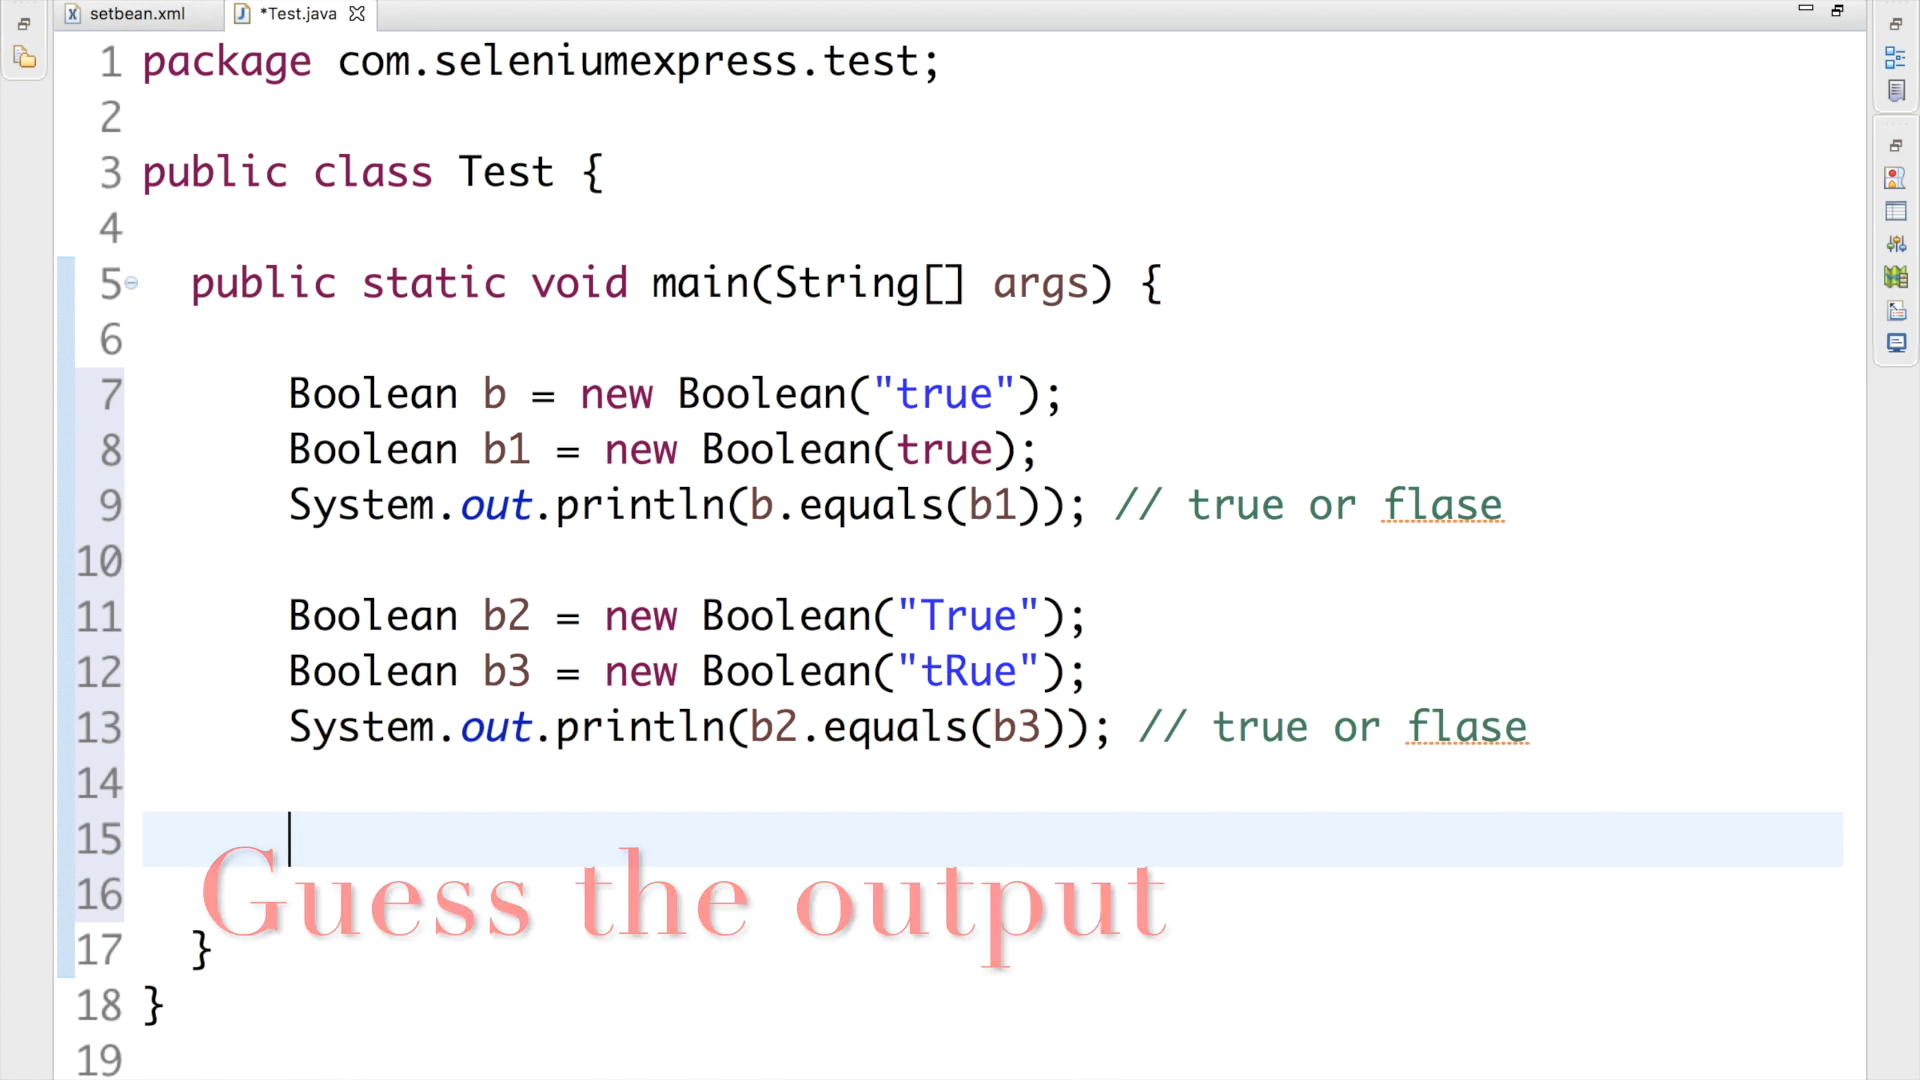 setbean.xml *Test.java
1 package com.seleniumexpress.test;
2
3 public class Test {
4
5 public static void main(String[] args) {
6
7 Boolean b = new Boolean("true");
8 Boolean b1 = new Boolean(true);
9 System.out.println(b.equals(b1)); // true or flase
10
11 Boolean b2 = new Boolean("True");
12 Boolean b3 = new Boolean("tRue");
13 System.out.println(b2.equals(b3)); // true or flase
14
15
16
Guess the output
17 }
18 }
19